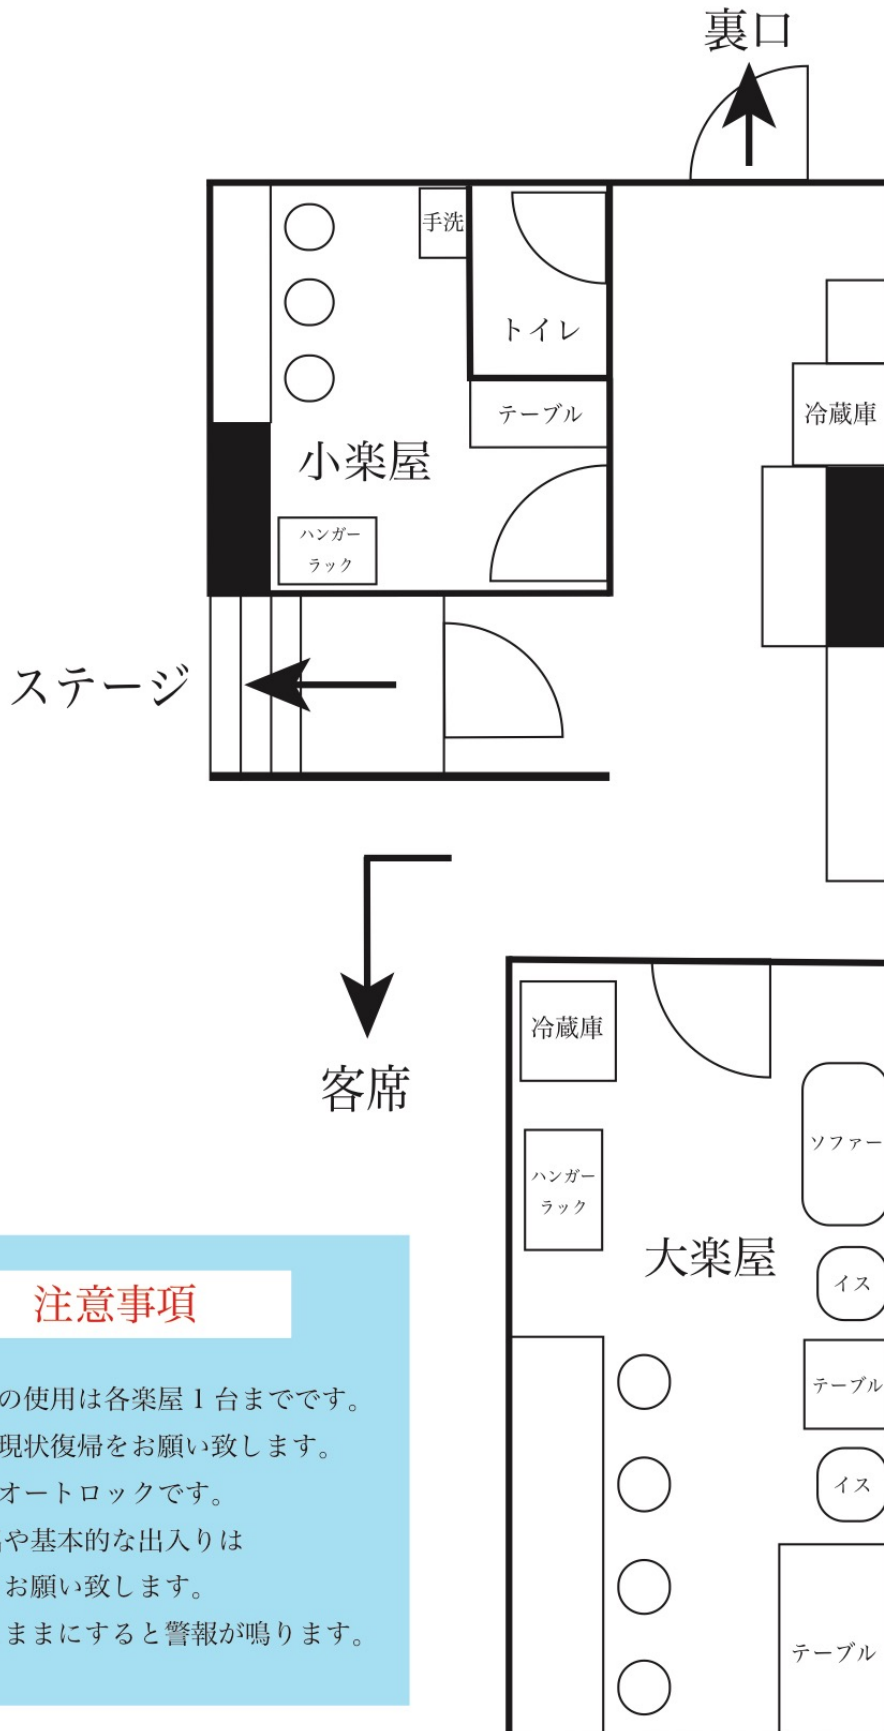 裏口
手洗
トイレ
テーブル
冷蔵庫
小楽屋
ハンガー
ラック
ステージ
客席
冷蔵庫
ハンガー
ラック
ソファー
大楽屋
イス
テーブル
イス
テーブル
注意事項
の使用は各楽屋1台までです。
現状復帰をお願い致します。
オートロックです。
や基本的な出入りは
お願い致します。
ままにすると警報が鳴ります。